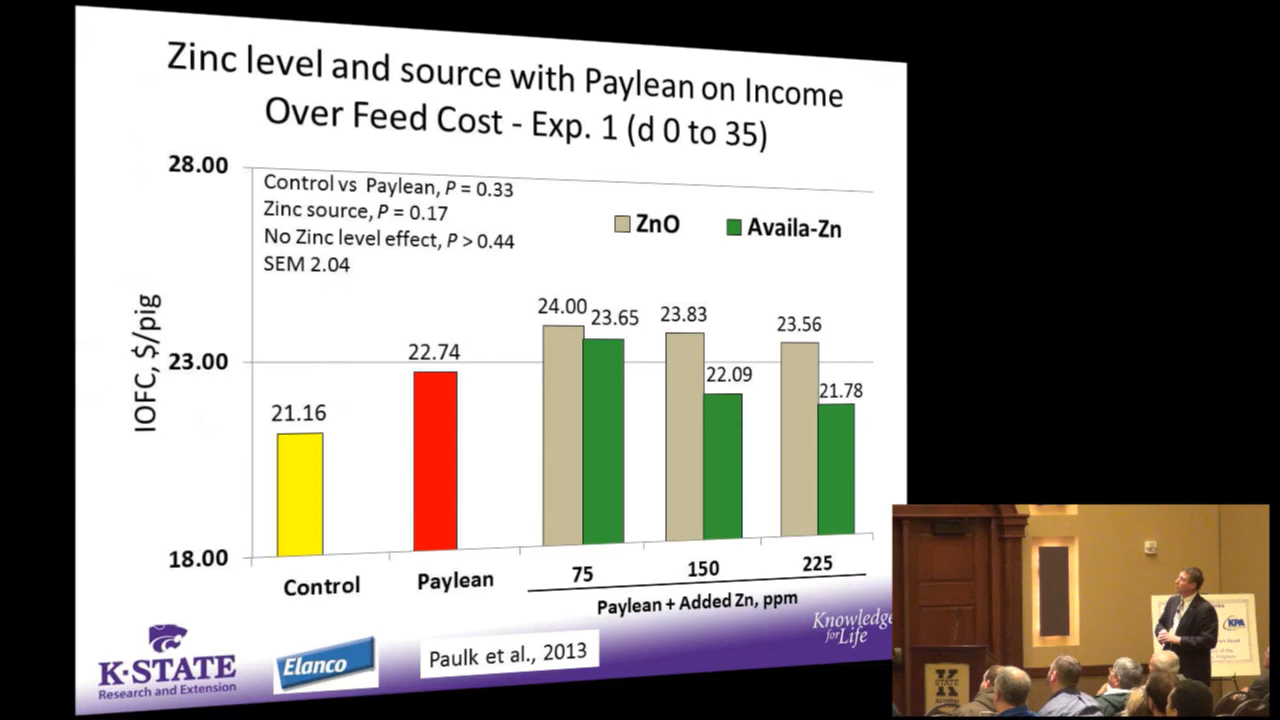 Zinc level and source with Paylean on Income
Over Feed Cost - Exp. 1 (d 0 to 35)
28.00
Control vs Paylean, P = 0.33
Zinc source, P = 0.17
No Zinc level effect, P > 0.44
SEM 2.04
ZnO
Availa-Zn
IOFC, $/pig
23.00
18.00
21.16
22.74
24.00
23.65
23.83
22.09
23.56
21.78
Control
Paylean
75
150
225
Paylean + Added Zn, ppm
K-STATE
Research and Extension
Elanco
Paulk et al., 2013
Knowledge
for Life
KPA
K
STATE